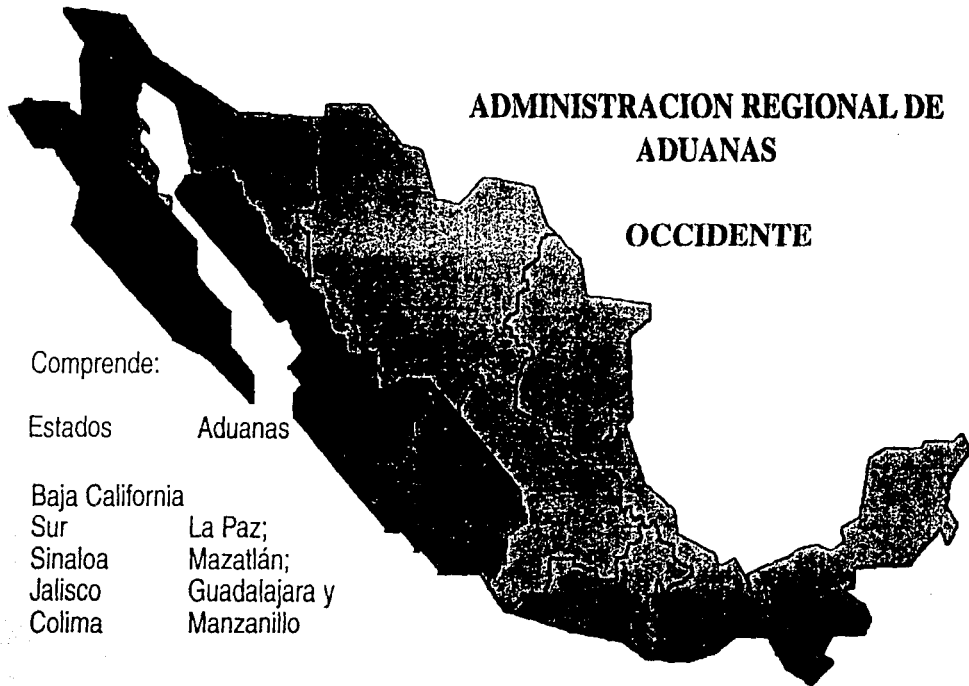 ADMINISTRACION REGIONAL DE
ADUANAS
OCCIDENTE
Comprende:
Estados Aduanas
Baja California
Sur La Paz;
Sinaloa Mazatlán;
Jalisco Guadalajara y
Colima Manzanillo